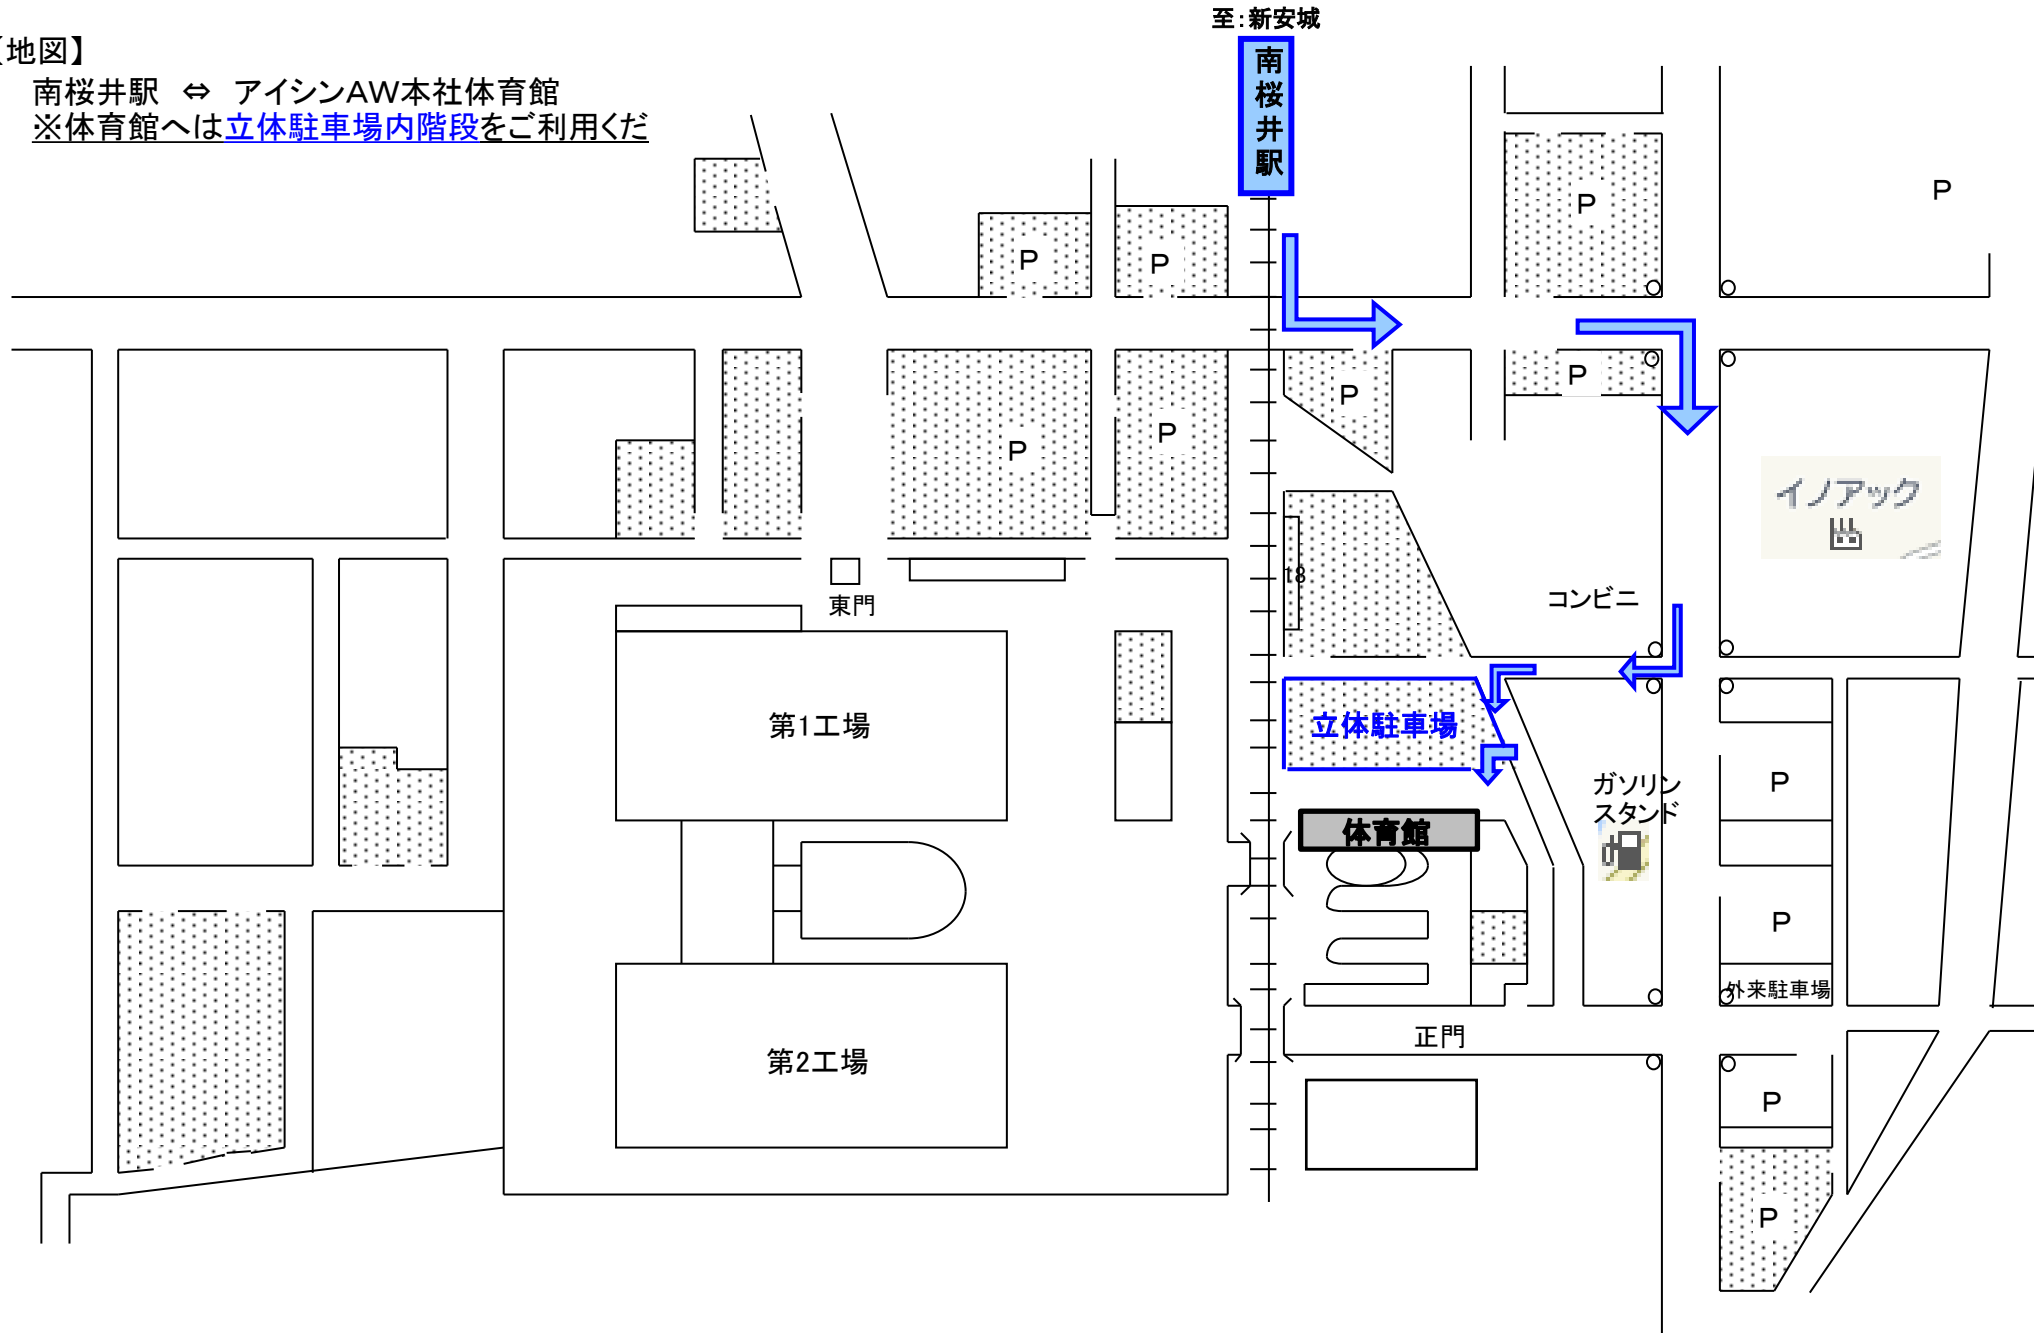 至：新安城
【地図】
南桜井駅
南桜井駅 ⇔ アイシンAW本社体育館
※体育館へは立体駐車場内階段をご利用くだ
P
P
P
P
P
P
P
P
P
イノアック
18
コンビニ
東門
第1工場
立体駐車場
ガソリン
スタンド
P
体育館
P
外来駐車場
正門
第2工場
P
P